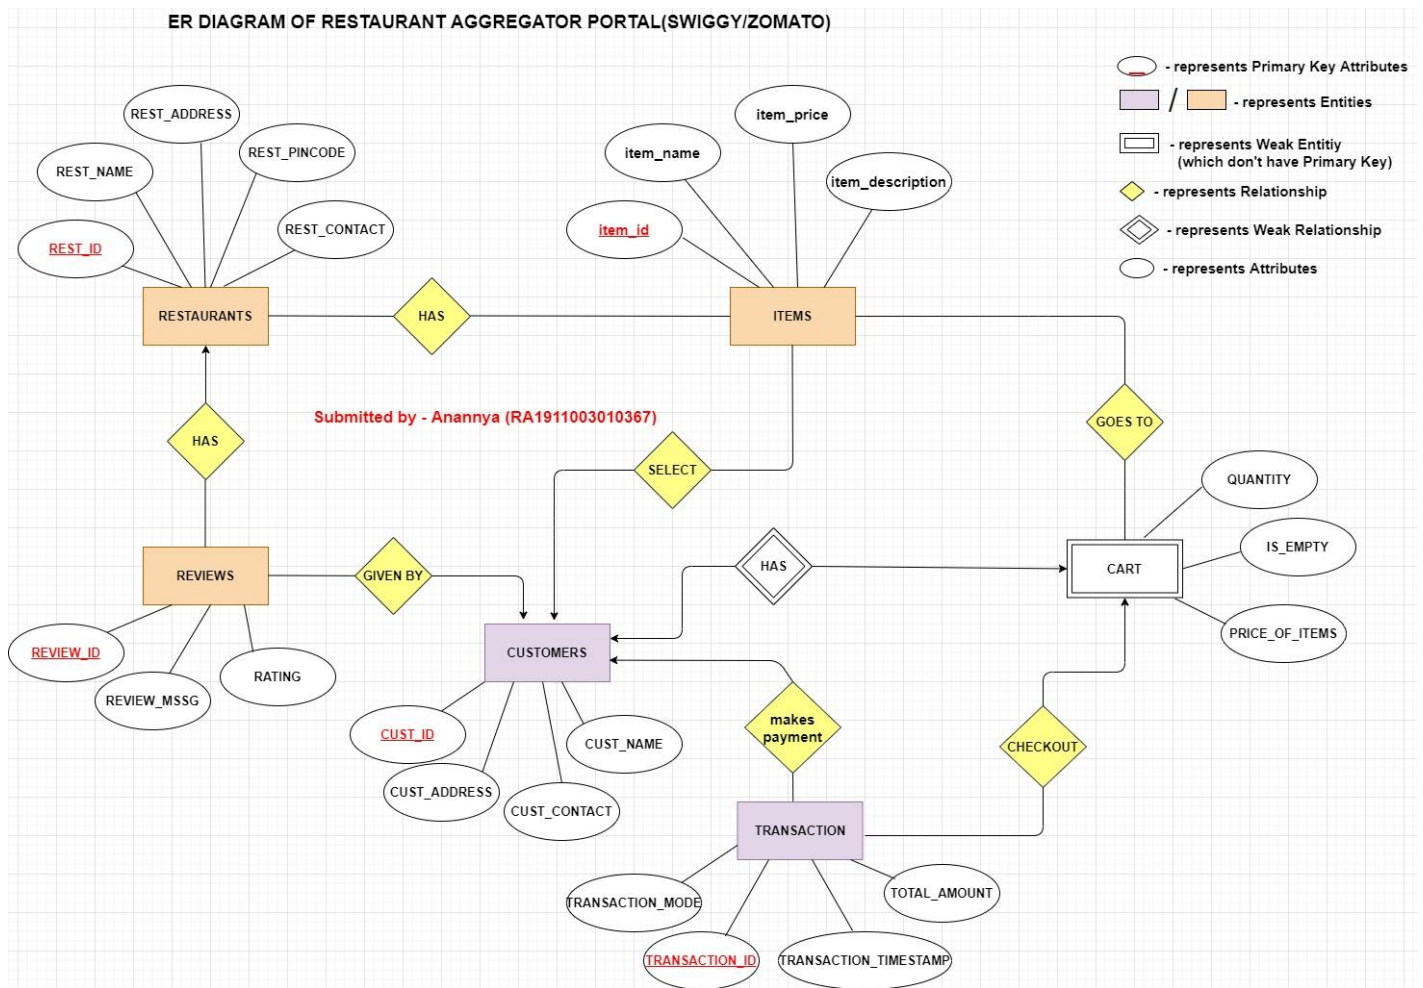 ER DIAGRAM OF RESTAURANT AGGREGATOR PORTAL(SWIGGY/ZOMATO)
- represents Primary Key Attributes
/ - represents Entities
- represents Weak Entitiy
(which don't have Primary Key)
- represents Relationship
- represents Weak Relationship
- represents Attributes
REST_ADDRESS
REST_PINCODE
REST_NAME
REST_CONTACT
REST_ID
item_price
item_name
item_description
item_id
RESTAURANTS
HAS
ITEMS
Submitted by - Anannya (RA1911003010367)
HAS
SELECT
GOES TO
QUANTITY
IS_EMPTY
PRICE_OF_ITEMS
CART
HAS
REVIEWS
GIVEN BY
REVIEW_ID
REVIEW_MSSG
RATING
CUSTOMERS
CUST_ID
CUST_ADDRESS
CUST_CONTACT
CUST_NAME
makes
payment
CHECKOUT
TRANSACTION
TRANSACTION_MODE
TRANSACTION_ID
TRANSACTION_TIMESTAMP
TOTAL_AMOUNT